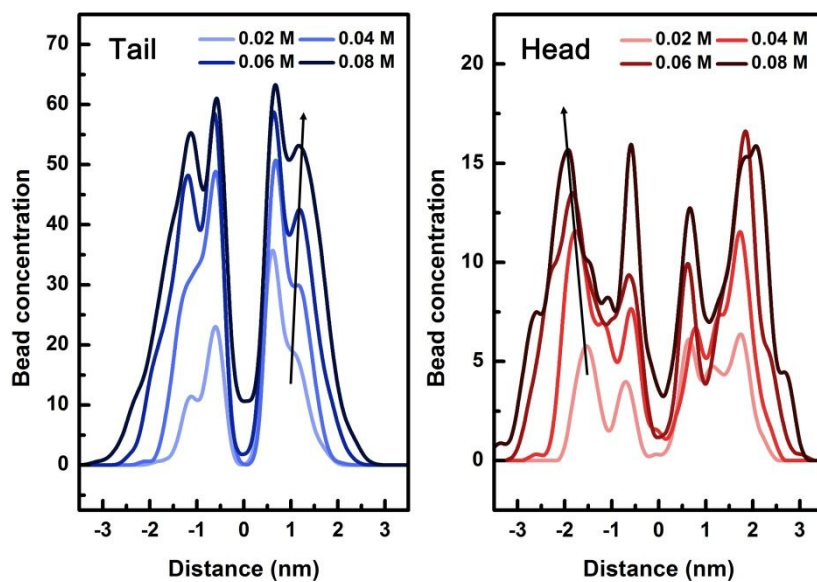 Tail
0.02 M 0.04 M
0.06 M 0.08 M
70
60
50
40
30
20
10
0
Bead concentration
-3 -2 -1 0 1 2 3
Distance (nm)
Head
0.02 M 0.04 M
0.06 M 0.08 M
20
15
10
5
0
Bead concentration
-3 -2 -1 0 1 2 3
Distance (nm)